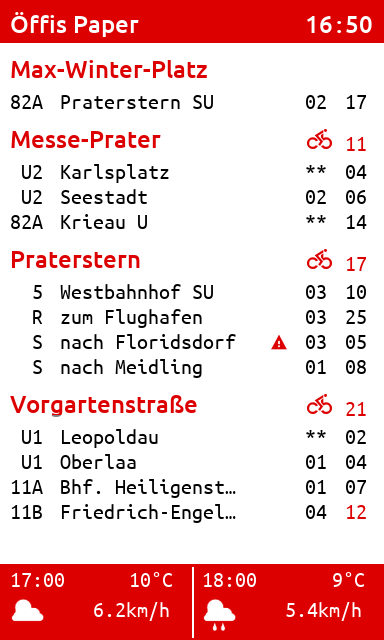 Öffis Paper 16:50
Max-Winter-Platz
82A Praterstern SU 02 17
Messe-Prater 11
U2 Karlsplatz ** 04
U2 Seestadt 02 06
82A Krieau U ** 14
Praterstern 17
5 Westbahnhof SU 03 10
R zum Flughafen 03 25
S nach Floridsdorf 03 05
S nach Meidling 01 08
Vorgartenstraße 21
U1 Leopoldau ** 02
U1 Oberlaa 01 04
11A Bhf. Heiligenst… 01 07
11B Friedrich-Engel… 04 12
17:00 10°C 18:00 9°C
6.2km/h 5.4km/h